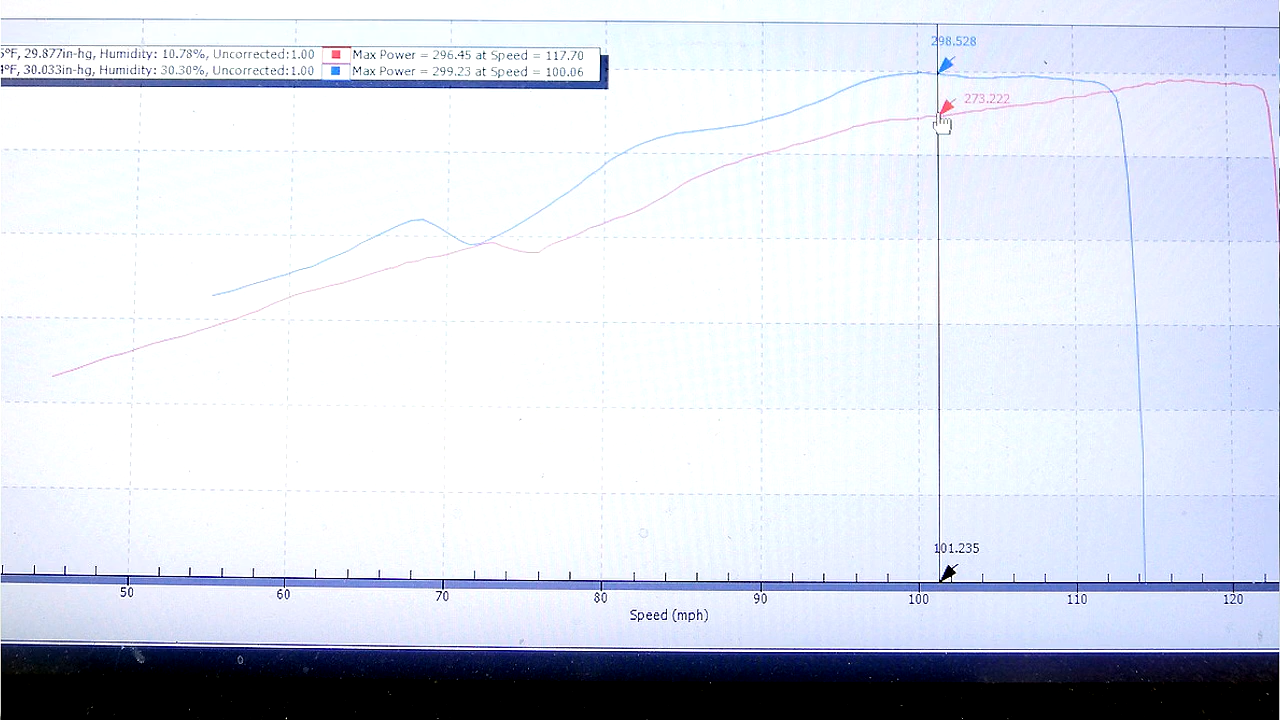 5°F, 29.877in-hg, Humidity: 10.78%, Uncorrected:1.00 Max Power = 296.45 at Speed = 117.70
4°F, 30.033in-hg, Humidity: 30.30%, Uncorrected:1.00 Max Power = 299.23 at Speed = 100.06
298.528
273.222
101.235
50 60 70 80 90 100 110 120
Speed (mph)